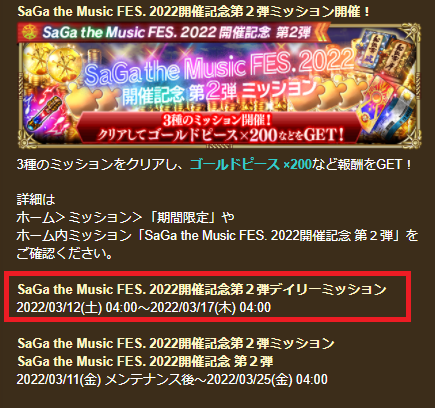 SaGa the Music FES. 2022開催記念第２弾ミッション開催！
SaGa the Music FES. 2022 開催記念 第2弾
SaGa the Music FES. 2022
開催記念 第2弾 ミッション
3種のミッション開催！
クリアしてゴールドピース×200などをGET！
3種のミッションをクリアし、ゴールドピース ×200など報酬をGET！
詳細は
ホーム＞ミッション＞「期間限定」や
ホーム内ミッション「SaGa the Music FES. 2022開催記念 第２弾」を
ご確認ください。
SaGa the Music FES. 2022開催記念第２弾デイリーミッション
2022/03/12(土) 04:00～2022/03/17(木) 04:00
SaGa the Music FES. 2022開催記念第２弾ミッション
SaGa the Music FES. 2022開催記念 第２弾
2022/03/11(金) メンテナンス後～2022/03/25(金) 04:00